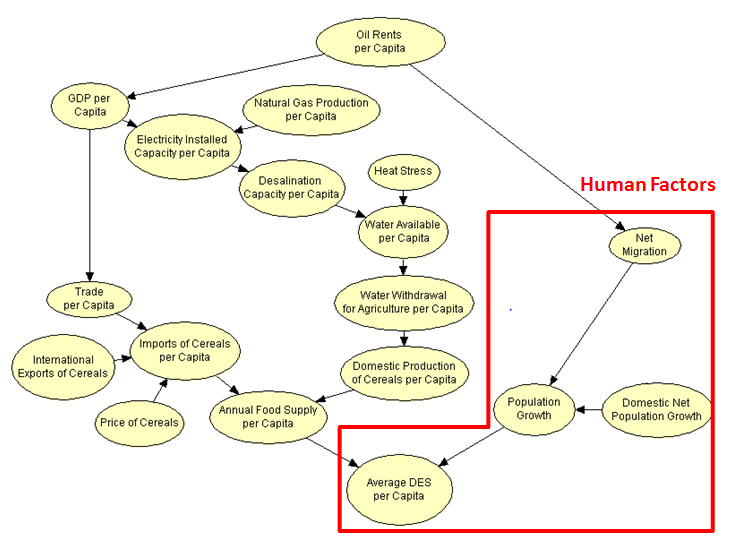 Oil Rents
per Capita
GDP per
Capita
Natural Gas Production
per Capita
Electricity Installed
Capacity per Capita
Desalination
Capacity per Capita
Heat Stress
Human Factors
Water Available
per Capita
Net
Migration
Trade
per Capita
Water Withdrawal
for Agriculture per Capita
International
Exports of Cereals
Imports of Cereals
per Capita
Domestic Production
of Cereals per Capita
Price of Cereals
Annual Food Supply
per Capita
Population
Growth
Domestic Net
Population Growth
Average DES
per Capita